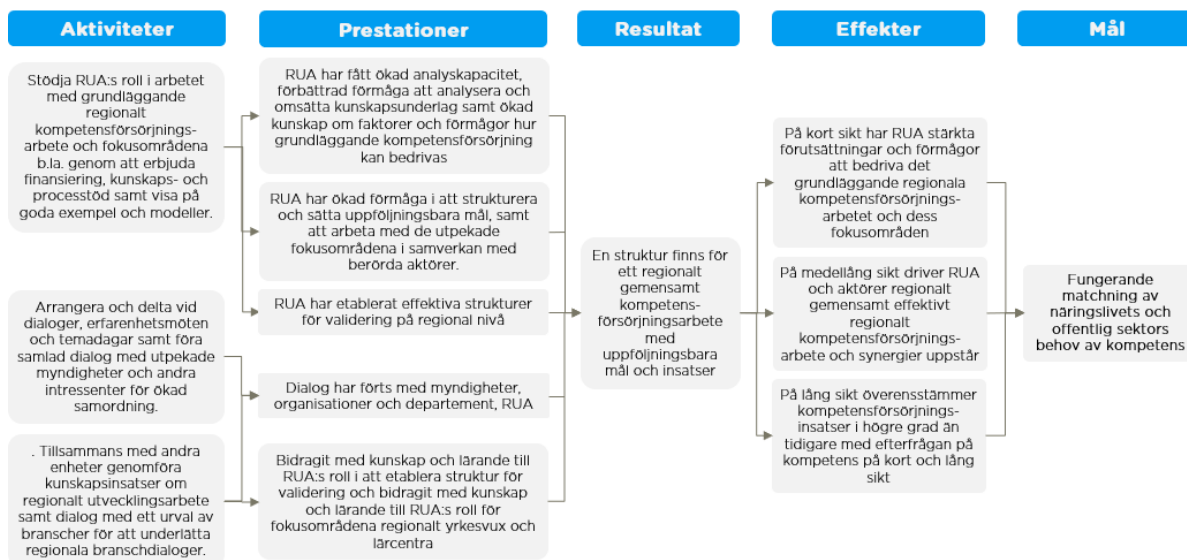 Aktiviteter
Stödja RUA:s roll i arbetet
med grundläggande
regionalt
kompetensförsörjnings-
arbete och fokusområdena
b.la. genom att erbjuda
finansiering, kunskaps- och
processtöd samt visa på
goda exempel och modeller.
Arrangera och delta vid
dialoger, erfarenhetsmöten
och temadagar samt föra
samlad dialog med utpekade
myndigheter och andra
intressenter för ökad
samordning.
. Tillsammans med andra
enheter genomföra
kunskapsinsatser om
regionalt utvecklingsarbete
samt dialog med ett urval av
branscher för att underlätta
regionala branschdialoger.
Prestationer
RUA har fått ökad analyskapacitet,
förbättrad förmåga att analysera och
omsätta kunskapsunderlag samt ökad
kunskap om faktorer och förmågor hur
grundläggande kompetensförsörjning
kan bedrivas
RUA har ökad förmåga i att strukturera
och sätta uppföljningsbara mål, samt
att arbeta med de utpekade
fokusområdena i samverkan med
berörda aktörer.
RUA har etablerat effektiva strukturer
för validering på regional nivå
Dialog har förts med myndigheter,
organisationer och departement, RUA
Bidragit med kunskap och lärande till
RUA:s roll i att etablera struktur för
validering och bidragit med kunskap
och lärande till RUA:s roll för
fokusområdena regionalt yrkesvux och
lärcentra
Resultat
En struktur finns för
ett regionalt
gemensamt
kompetens-
försörjningsarbete
med
uppföljningsbara
mål och insatser
Effekter
På kort sikt har RUA stärkta
förutsättningar och förmågor
att bedriva det
grundläggande regionala
kompetensförsörjnings-
arbetet och dess
fokusområden
På medellång sikt driver RUA
och aktörer regionalt
gemensamt effektivt
regionalt
kompetensförsörjnings-
arbete och synergier uppstår
På lång sikt överensstämmer
kompetensförsörjnings-
insatser i högre grad än
tidigare med efterfrågan på
kompetens på kort och lång
sikt
Mål
Fungerande
matchning av
näringslivets och
offentlig sektors
behov av kompetens